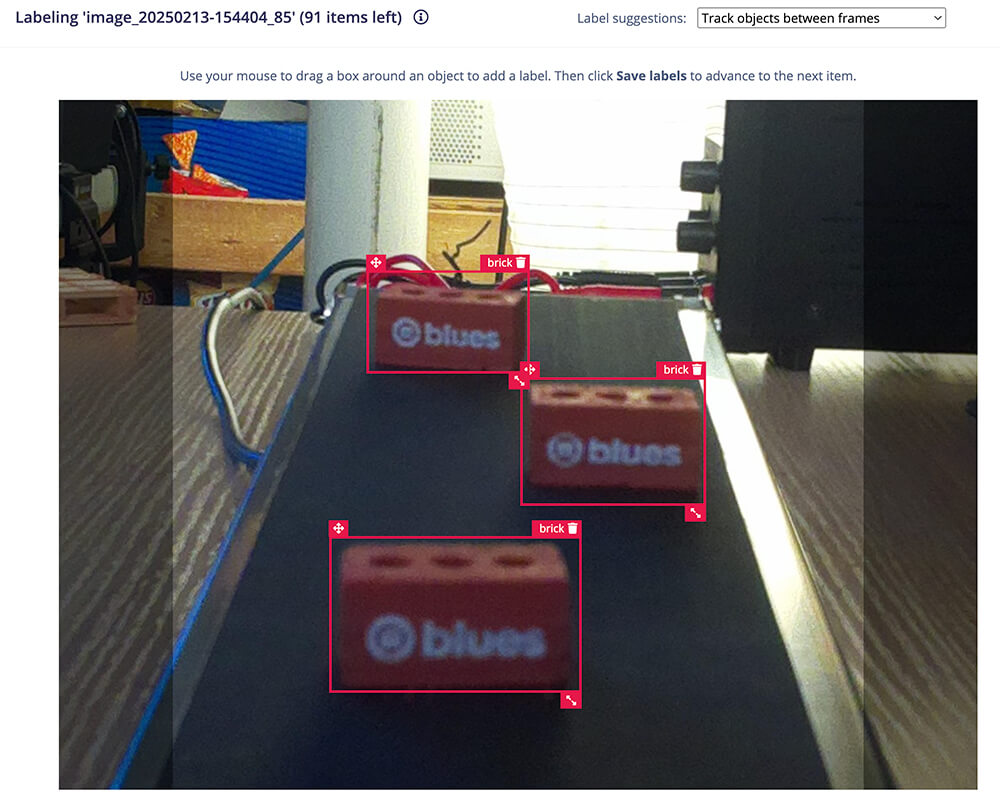 Labeling 'image_20250213-154404_85' (91 items left)
Label suggestions: Track objects between frames
Use your mouse to drag a box around an object to add a label. Then click Save labels to advance to the next item.
brick
blues
brick
blues
brick
blues